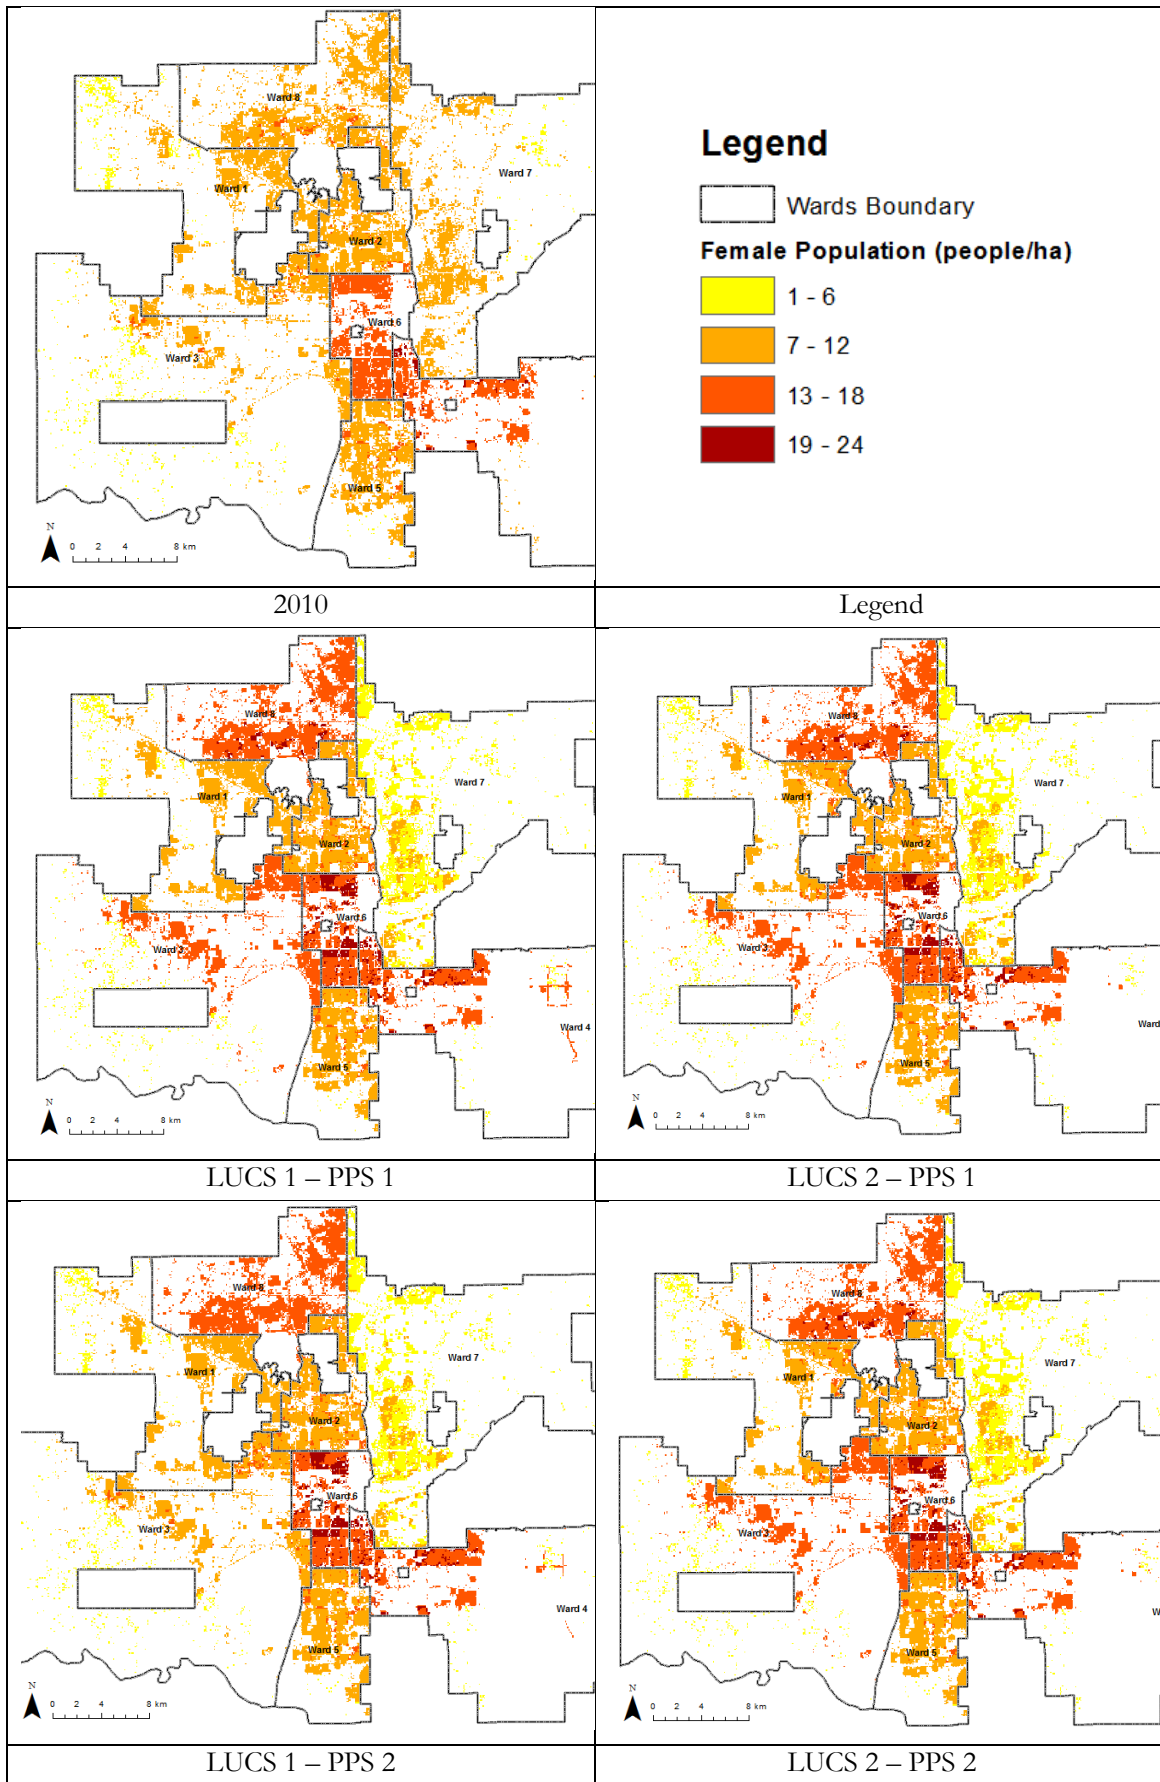 Ward 8
Ward 7
Ward 1
Ward 2
Ward 6
Ward 3
Ward 5
N
0 2 4 8 km
Legend
Wards Boundary
Female Population (people/ha)
1 - 6
7 - 12
13 - 18
19 - 24
2010
Legend
Ward 8
Ward 7
Ward 1
Ward 2
Ward 6
Ward 3
Ward 4
Ward 5
N
0 2 4 8 km
Ward 8
Ward 7
Ward 1
Ward 2
Ward 6
Ward 3
Ward
Ward 5
N
0 2 4 8 km
LUCS 1 – PPS 1
LUCS 2 – PPS 1
Ward 8
Ward 7
Ward 1
Ward 2
Ward 6
Ward 3
Ward 4
Ward 5
N
0 2 4 8 km
Ward 8
Ward 7
Ward 1
Ward 2
Ward 6
Ward 3
W
Ward 5
N
0 2 4 8 km
LUCS 1 – PPS 2
LUCS 2 – PPS 2